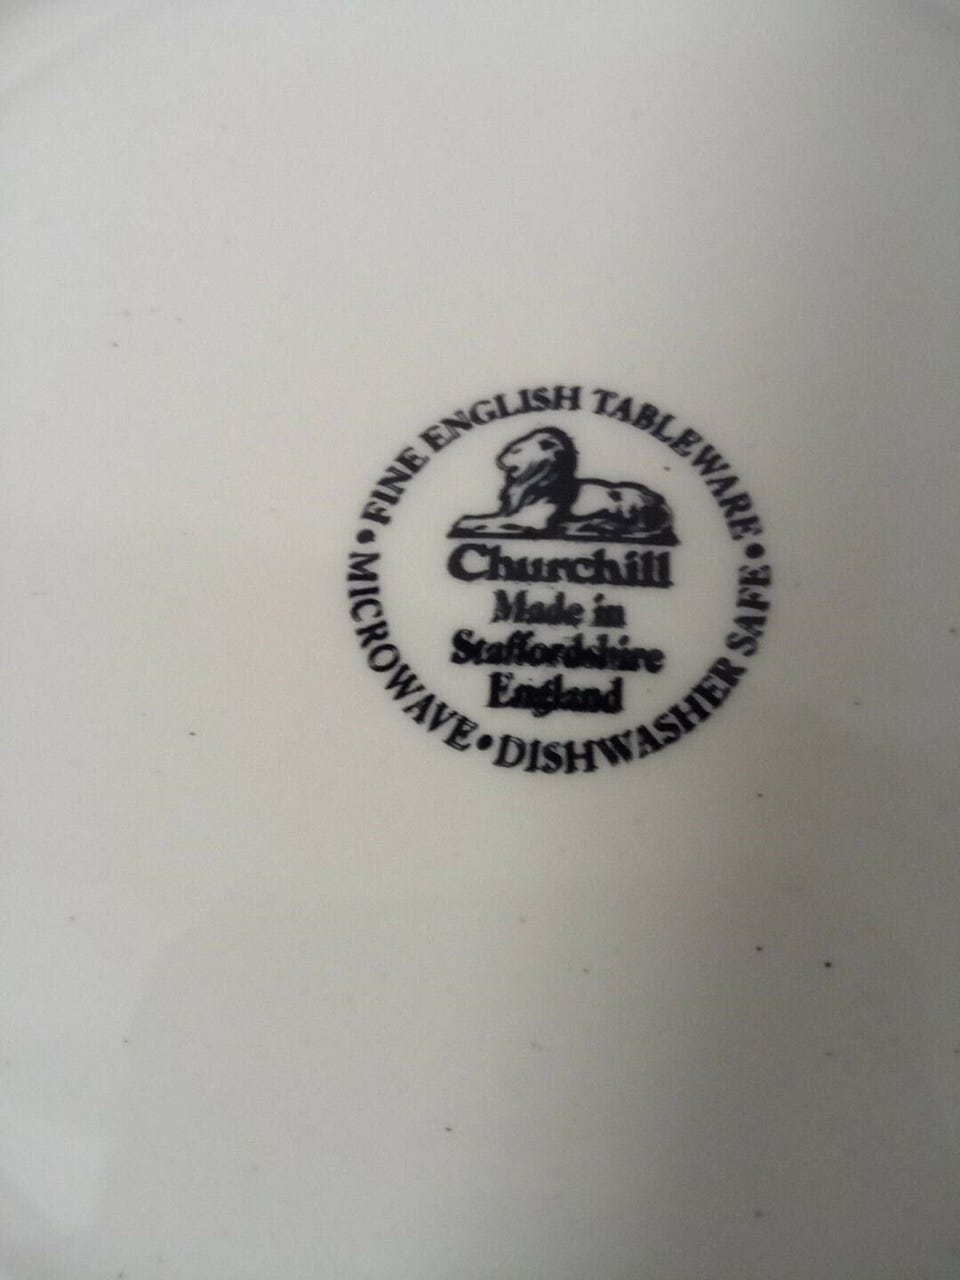 • FINE ENGLISH TABLEWARE •
MICROWAVE • DISHWASHER SAFE
Churchill
Made in
Staffordshire
England